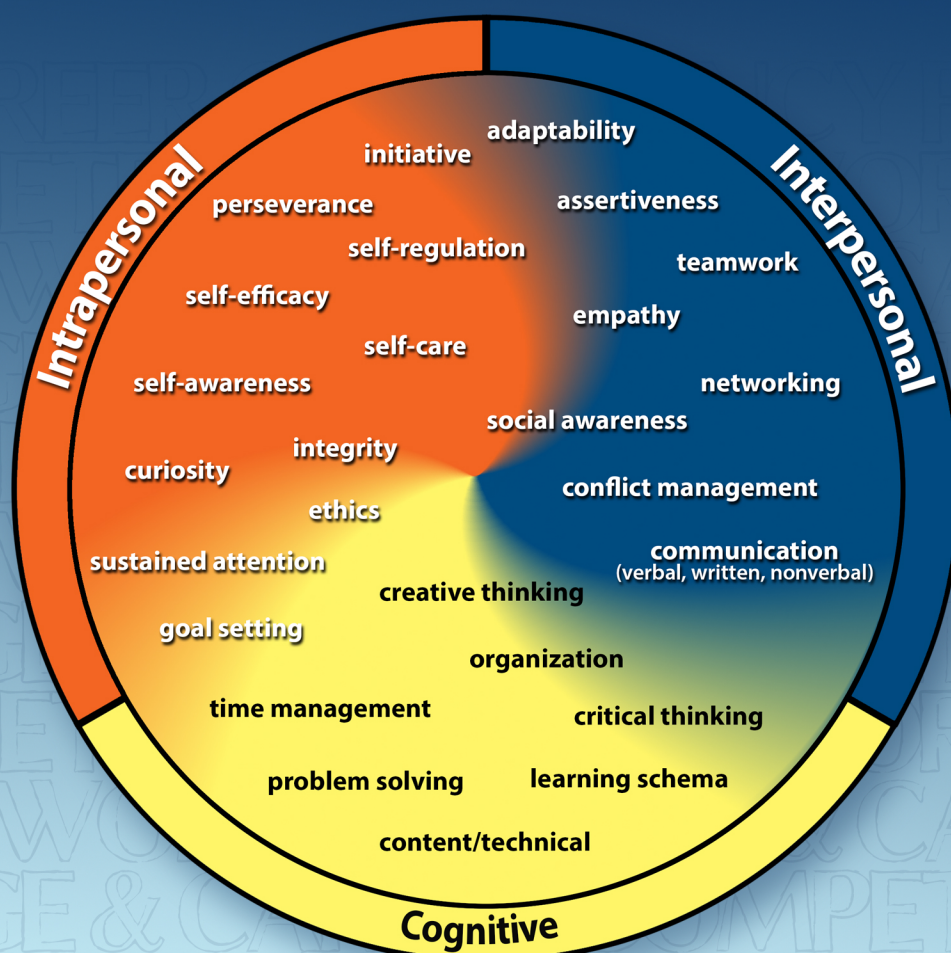 Intrapersonal
initiative
perseverance
self-regulation
self-efficacy
self-care
self-awareness
integrity
curiosity
ethics
sustained attention
goal setting
Interpersonal
adaptability
assertiveness
teamwork
empathy
networking
social awareness
conflict management
communication
(verbal, written, nonverbal)
creative thinking
organization
time management
critical thinking
problem solving
learning schema
content/technical
Cognitive